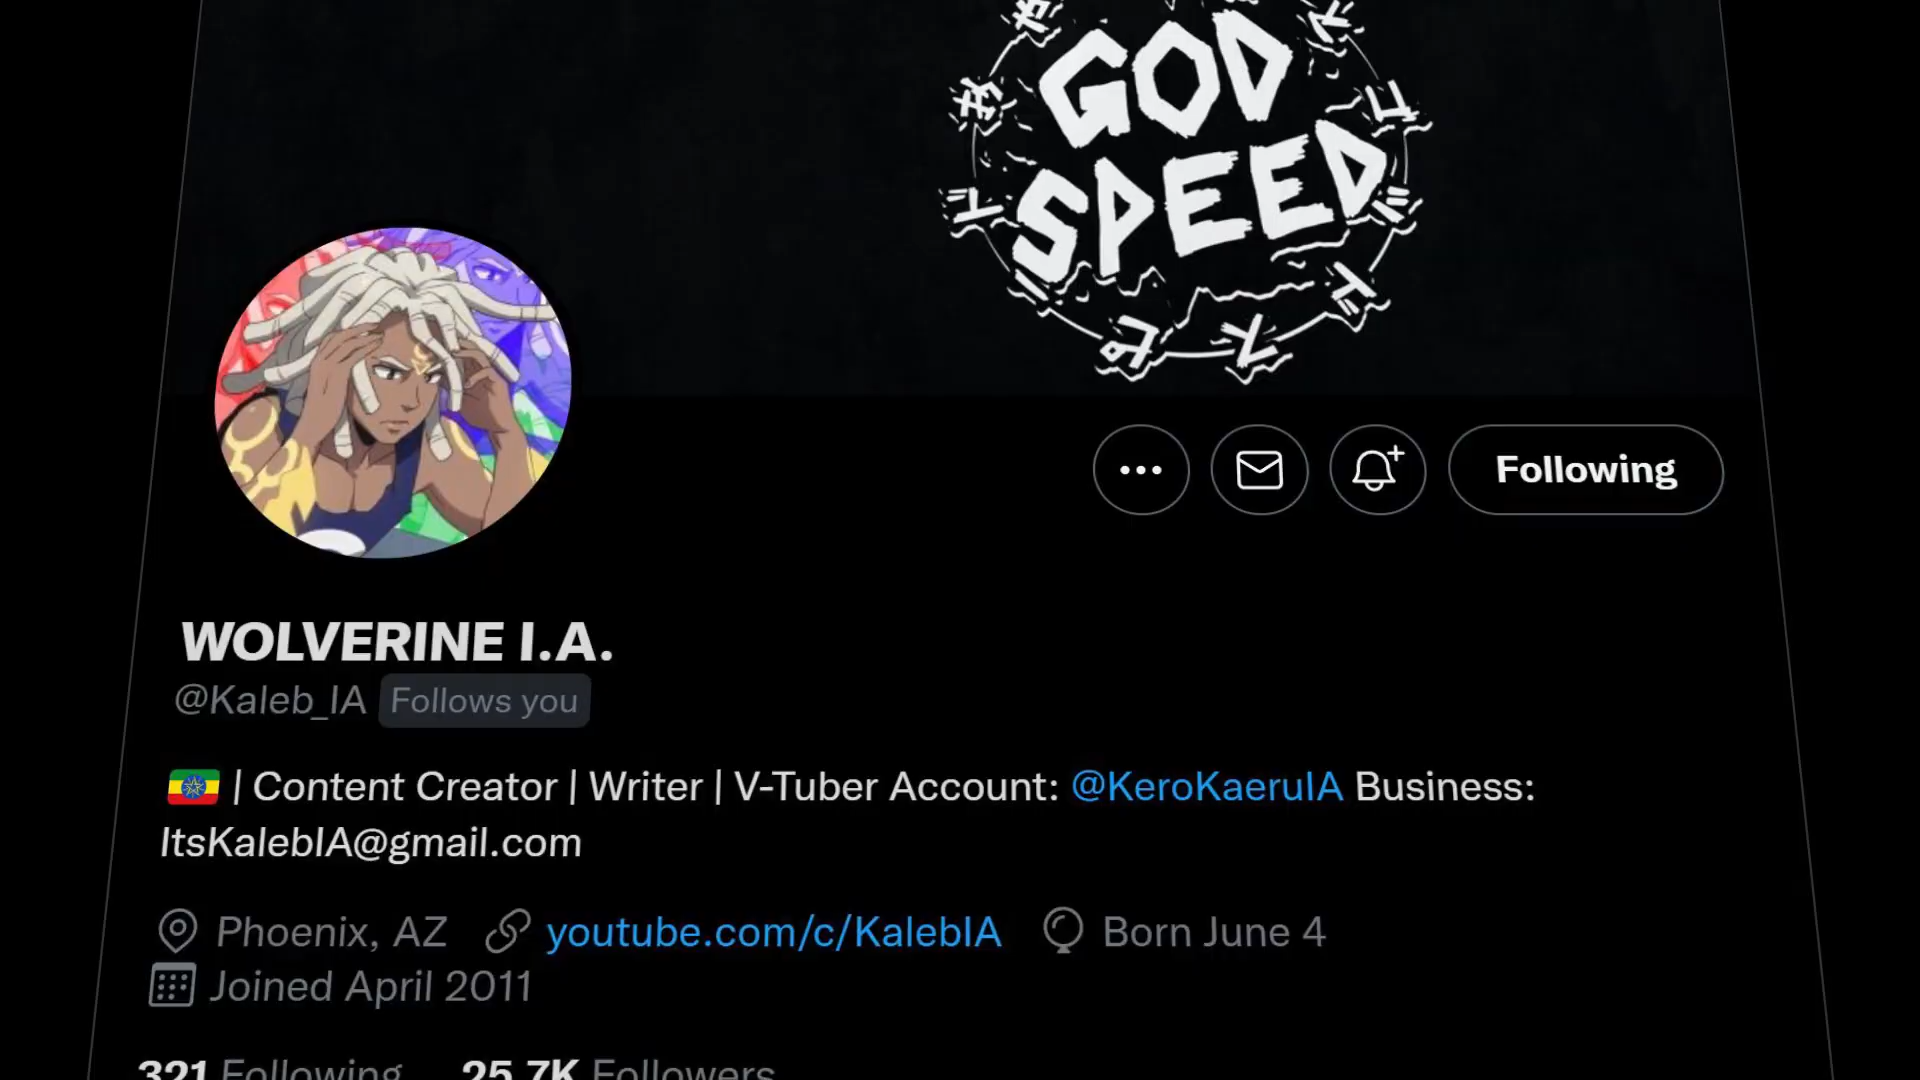 GOD
SPEED
Following
WOLVERINE I.A.
@Kaleb_IA Follows you
🇪🇹 | Content Creator | Writer | V-Tuber Account: @KeroKaeruIA Business:
ItsKalebIA@gmail.com
Phoenix, AZ youtube.com/c/KalebIA Born June 4
Joined April 2011
321 Following 25.7K Followers